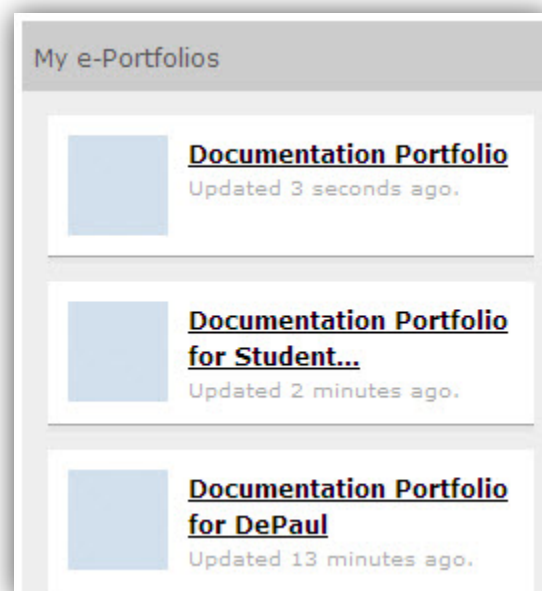 My e-Portfolios
Documentation Portfolio
Updated 3 seconds ago.
Documentation Portfolio
for Student...
Updated 2 minutes ago.
Documentation Portfolio
for DePaul
Updated 13 minutes ago.